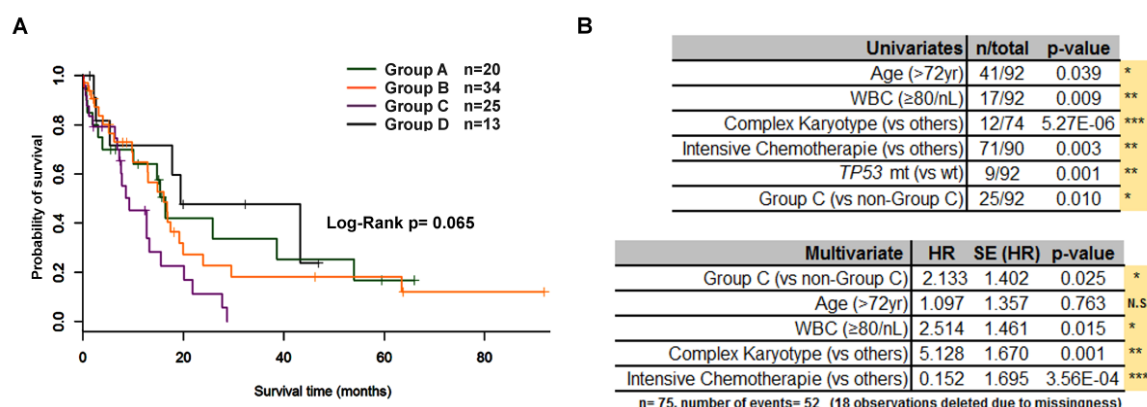 A
Group A n=20
Group B n=34
Group C n=25
Group D n=13
Log-Rank p= 0.065
Probability of survival
0.0 0.2 0.4 0.6 0.8 1.0
0 20 40 60 80
Survival time (months)
B
Univariates n/total p-value
Age (>72yr) 41/92 0.039 *
WBC (≥80/nL) 17/92 0.009 **
Complex Karyotype (vs others) 12/74 5.27E-06 ***
Intensive Chemotherapie (vs others) 71/90 0.003 **
TP53 mt (vs wt) 9/92 0.001 **
Group C (vs non-Group C) 25/92 0.010 *
Multivariate HR SE (HR) p-value
Group C (vs non-Group C) 2.133 1.402 0.025 *
Age (>72yr) 1.097 1.357 0.763 N.S
WBC (≥80/nL) 2.514 1.461 0.015 *
Complex Karyotype (vs others) 5.128 1.670 0.001 **
Intensive Chemotherapie (vs others) 0.152 1.695 3.56E-04 ***
n= 75, number of events= 52 (18 observations deleted due to missingness)